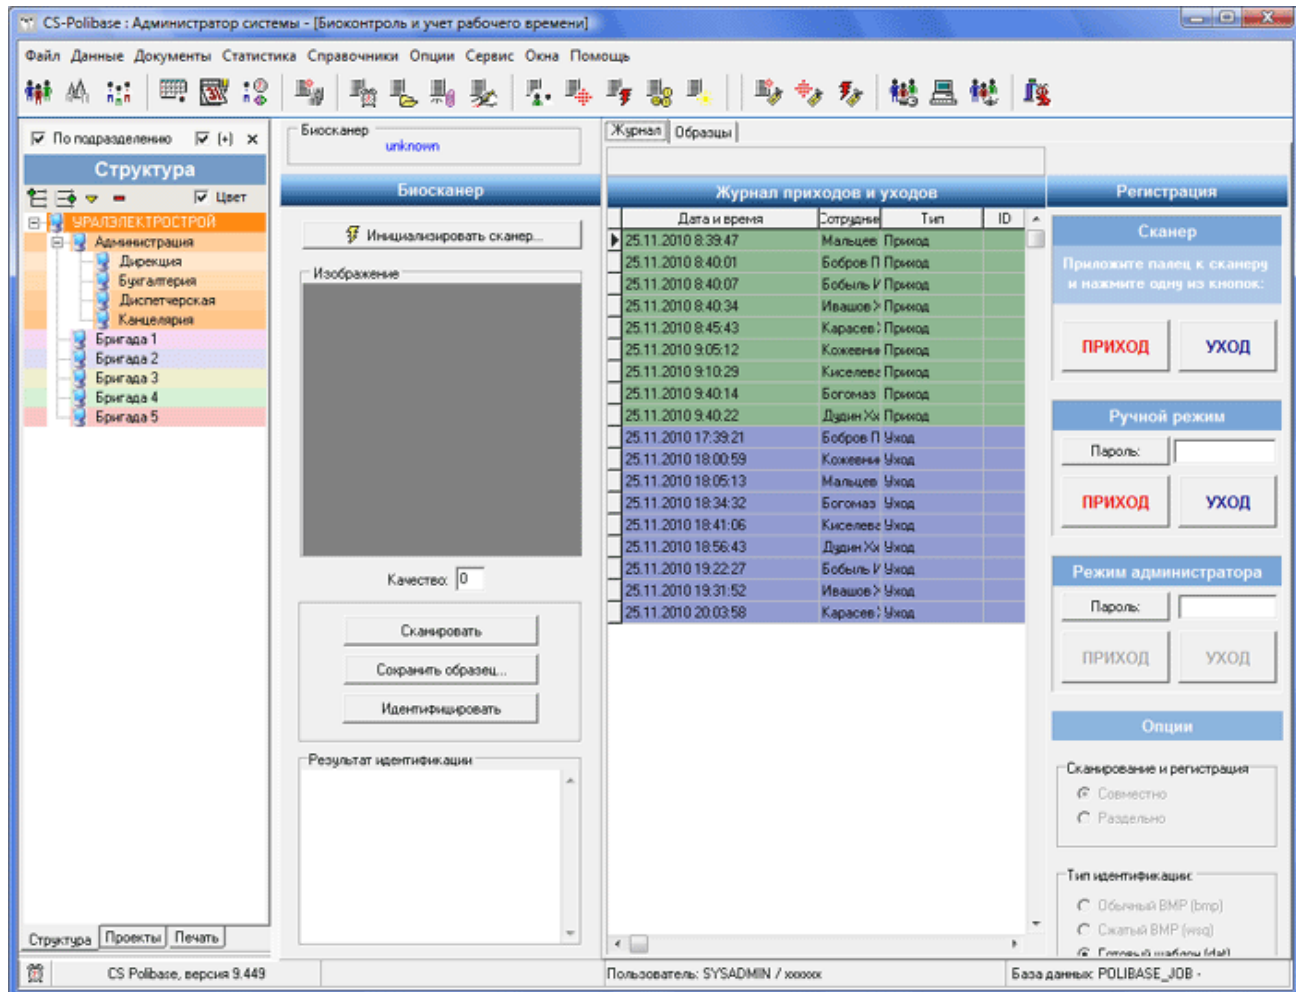 CS-Polibase : Администратор системы - [Биоконтроль и учет рабочего времени]
Файл Данные Документы Статистика Справочники Опции Сервис Окна Помощь
По подразделению [+]
Структура
Цвет
УРАЛЭЛЕКТРОСТРОЙ
Администрация
Дирекция
Бухгалтерия
Диспетчерская
Канцелярия
Бригада 1
Бригада 2
Бригада 3
Бригада 4
Бригада 5
Структура Проекты Печать
Биосканер
unknown
Биосканер
Инициализировать сканер...
Изображение
Качество: 0
Сканировать
Сохранить образец...
Идентифицировать
Результат идентификации
Журнал Образцы
Журнал приходов и уходов
Дата и время Сотрудни Тип ID
25.11.2010 8:39:47 Мальцев Приход
25.11.2010 8:40:01 Бобров П Приход
25.11.2010 8:40:07 Бобыль И Приход
25.11.2010 8:40:34 Ивашов Приход
25.11.2010 8:45:43 Карасев Приход
25.11.2010 9:05:12 Кожевни Приход
25.11.2010 9:10:29 Киселева Приход
25.11.2010 9:40:14 Богомаз Приход
25.11.2010 9:40:22 Дудин Приход
25.11.2010 17:39:21 Бобров П Уход
25.11.2010 18:00:59 Кожевни Уход
25.11.2010 18:05:13 Мальцев Уход
25.11.2010 18:34:32 Богомаз Уход
25.11.2010 18:41:06 Киселева Уход
25.11.2010 18:56:43 Дудин Уход
25.11.2010 19:22:27 Бобыль И Уход
25.11.2010 19:31:52 Ивашов Уход
25.11.2010 20:03:58 Карасев Уход
Регистрация
Сканер
Приложите палец к сканеру
и нажмите одну из кнопок:
ПРИХОД УХОД
Ручной режим
Пароль:
ПРИХОД УХОД
Режим администратора
Пароль:
ПРИХОД УХОД
Опции
Сканирование и регистрация
Совместно
Раздельно
Тип идентификации:
Обычный BMP (bmp)
Сжатый BMP (wsq)
Готовый шаблон (dat)
CS Polibase, версия 9.449
Пользователь: SYSADMIN / xxxxxx
База данных: POLIBASE_JOB -